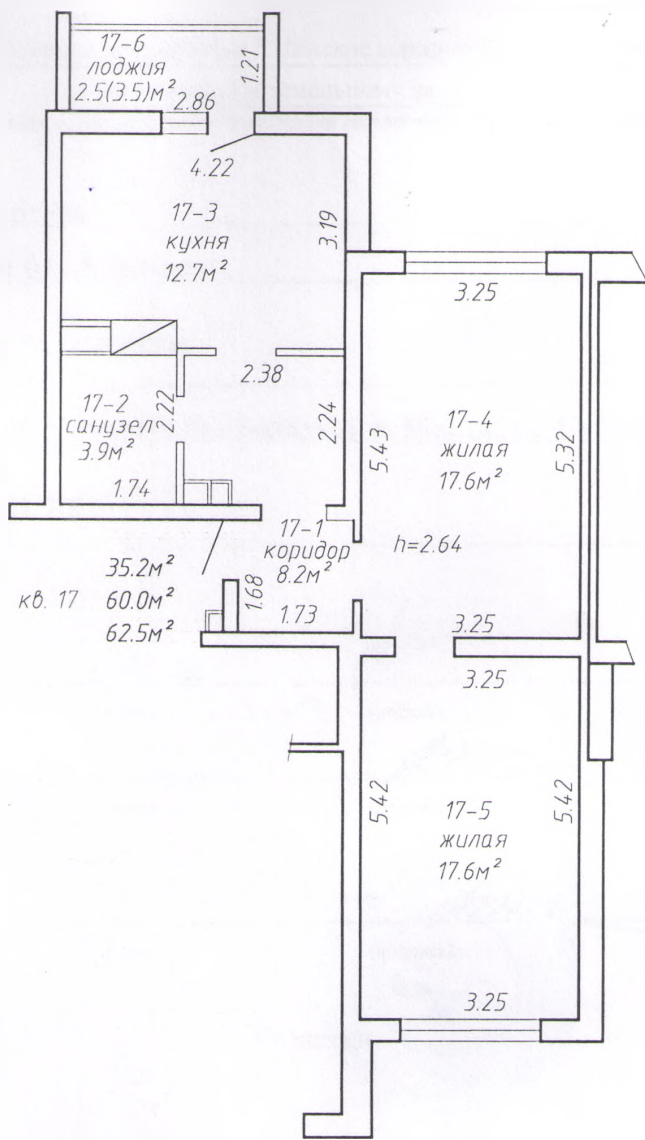 17-6
лоджия
2.5(3.5)м²
1.21
2.86
4.22
17-3
кухня
12.7м²
3.19
3.25
2.38
17-2
санузел
3.9м²
2.22
2.24
1.74
17-4
жилая
17.6м²
5.43
5.32
17-1
коридор
8.2м²
h=2.64
35.2м²
кв. 17 60.0м²
62.5м²
1.68
1.73
3.25
3.25
5.42
5.42
17-5
жилая
17.6м²
3.25